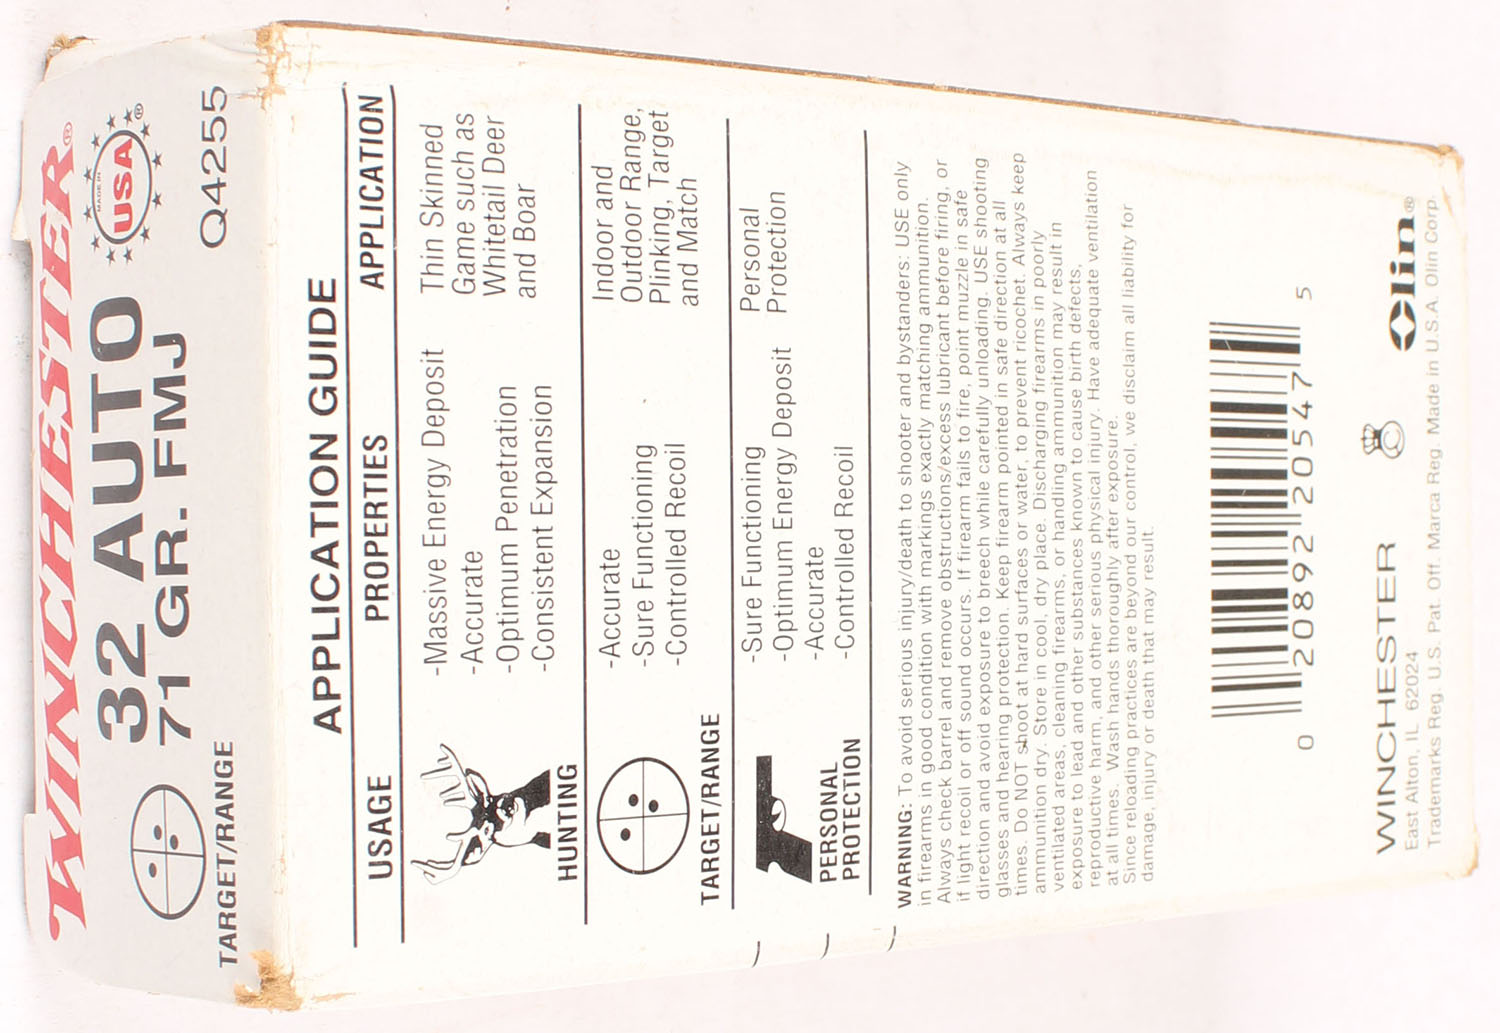 WINCHESTER®
32 AUTO
71 GR. FMJ
MADE IN
USA
®
TARGET/RANGE
Q4255
APPLICATION GUIDE
USAGE PROPERTIES APPLICATION
HUNTING
-Massive Energy Deposit
-Accurate
-Optimum Penetration
-Consistent Expansion
Thin Skinned
Game such as
Whitetail Deer
and Boar
TARGET/RANGE
-Accurate
-Sure Functioning
-Controlled Recoil
Indoor and
Outdoor Range,
Plinking, Target
and Match
PERSONAL
PROTECTION
-Sure Functioning
-Optimum Energy Deposit
-Accurate
-Controlled Recoil
Personal
Protection
WARNING: To avoid serious injury/death to shooter and bystanders: USE only
in firearms in good condition with markings exactly matching ammunition.
Always check barrel and remove obstructions/excess lubricant before firing, or
if light recoil or off sound occurs. If firearm fails to fire, point muzzle in safe
direction and avoid exposure to breech while carefully unloading. USE shooting
glasses and hearing protection. Keep firearm pointed in safe direction at all
times. Do NOT shoot at hard surfaces or water, to prevent ricochet. Always keep
ammunition dry. Store in cool, dry place. Discharging firearms in poorly
ventilated areas, cleaning firearms, or handling ammunition may result in
exposure to lead and other substances known to cause birth defects,
reproductive harm, and other serious physical injury. Have adequate ventilation
at all times. Wash hands thoroughly after exposure.
Since reloading practices are beyond our control, we disclaim all liability for
damage, injury or death that may result.
0 20892 20547 5
WINCHESTER
Olin®
East Alton, IL 62024
Trademarks Reg. U.S. Pat. Off. Marca Reg. Made in U.S.A. Olin Corp.